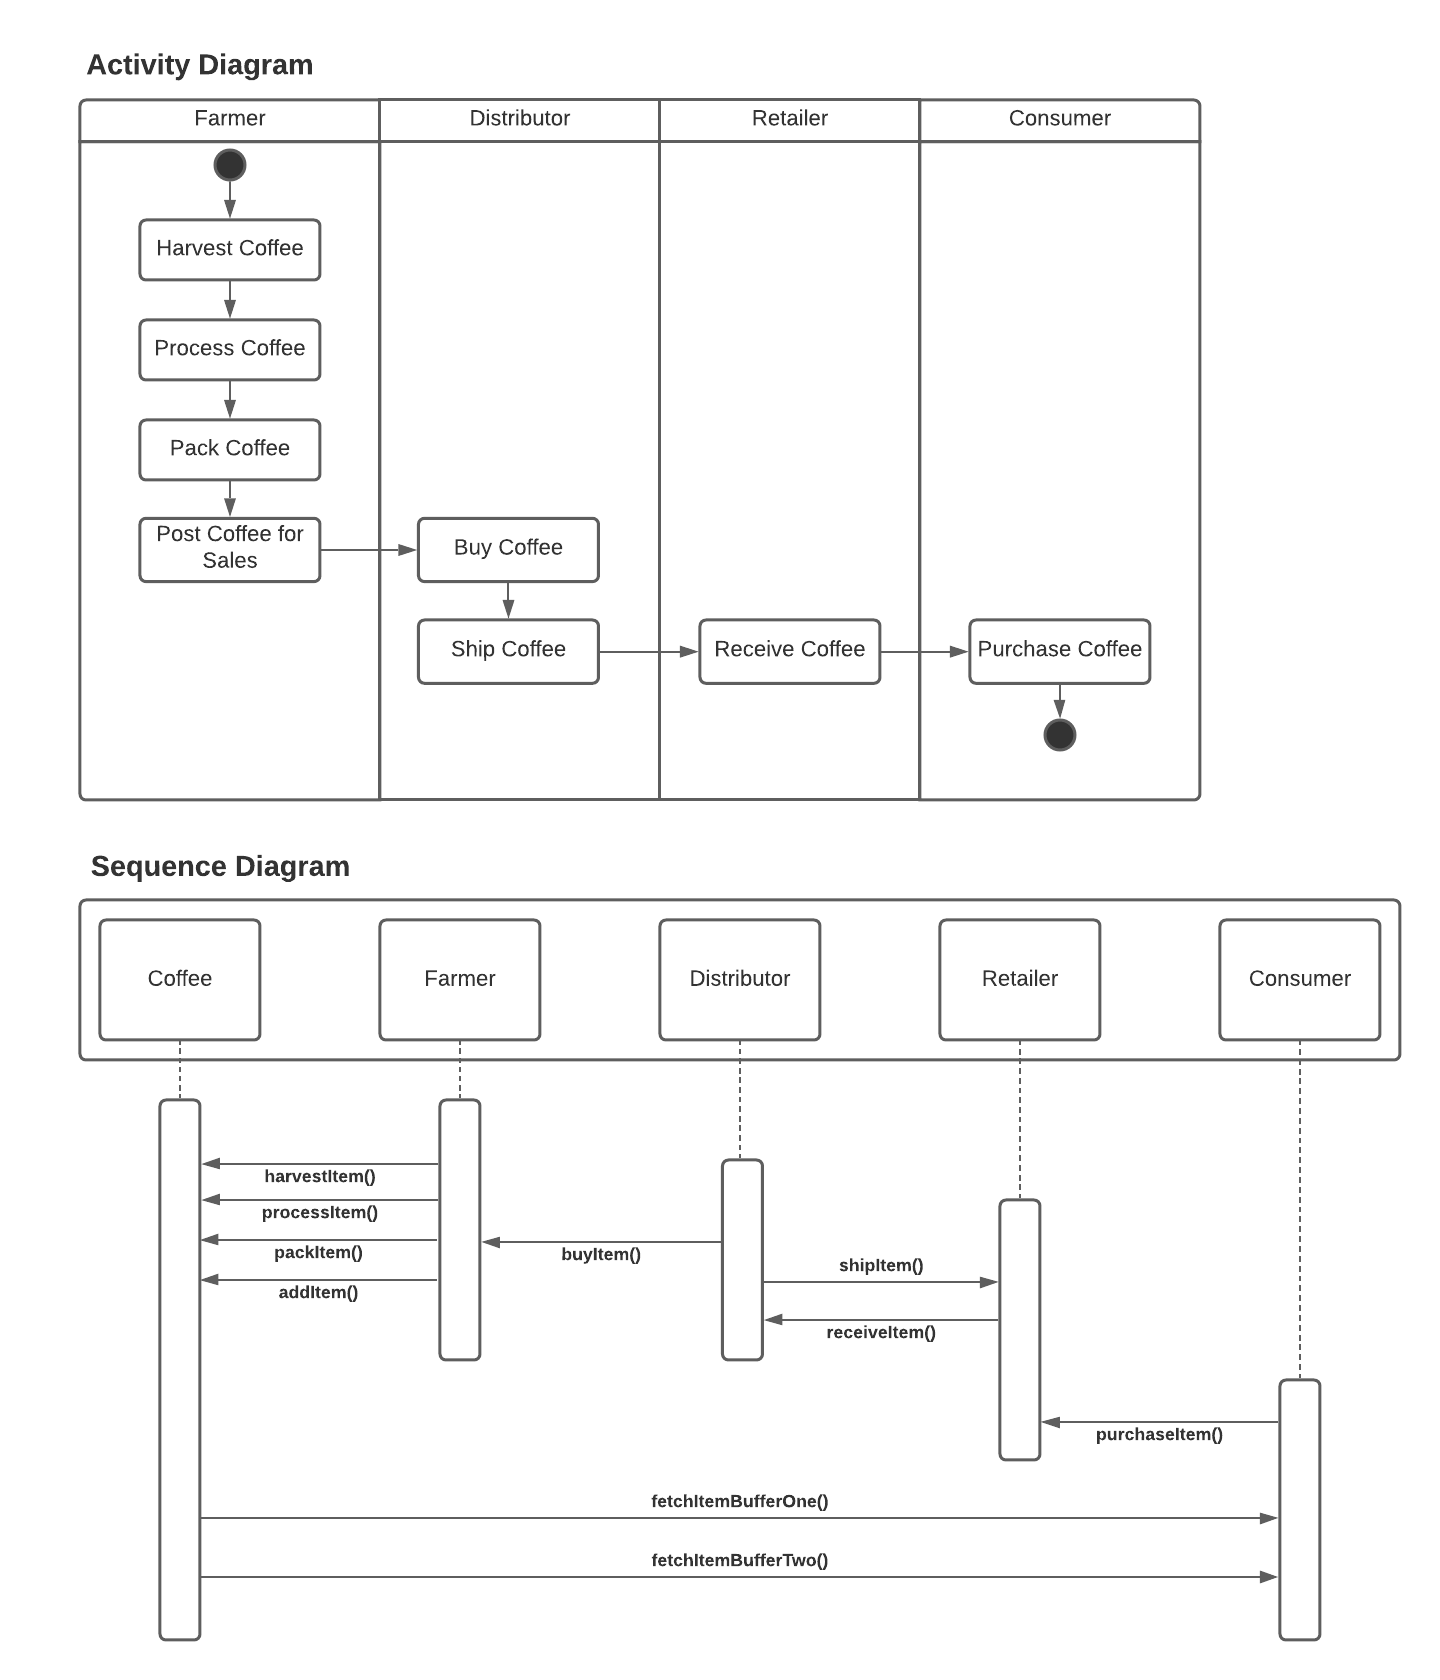 Activity Diagram
Farmer
Distributor
Retailer
Consumer
Harvest Coffee
Process Coffee
Pack Coffee
Post Coffee for
Sales
Buy Coffee
Ship Coffee
Receive Coffee
Purchase Coffee
Sequence Diagram
Coffee
Farmer
Distributor
Retailer
Consumer
harvestItem()
processItem()
packItem()
buyItem()
shipItem()
addItem()
receiveItem()
purchaseItem()
fetchItemBufferOne()
fetchItemBufferTwo()